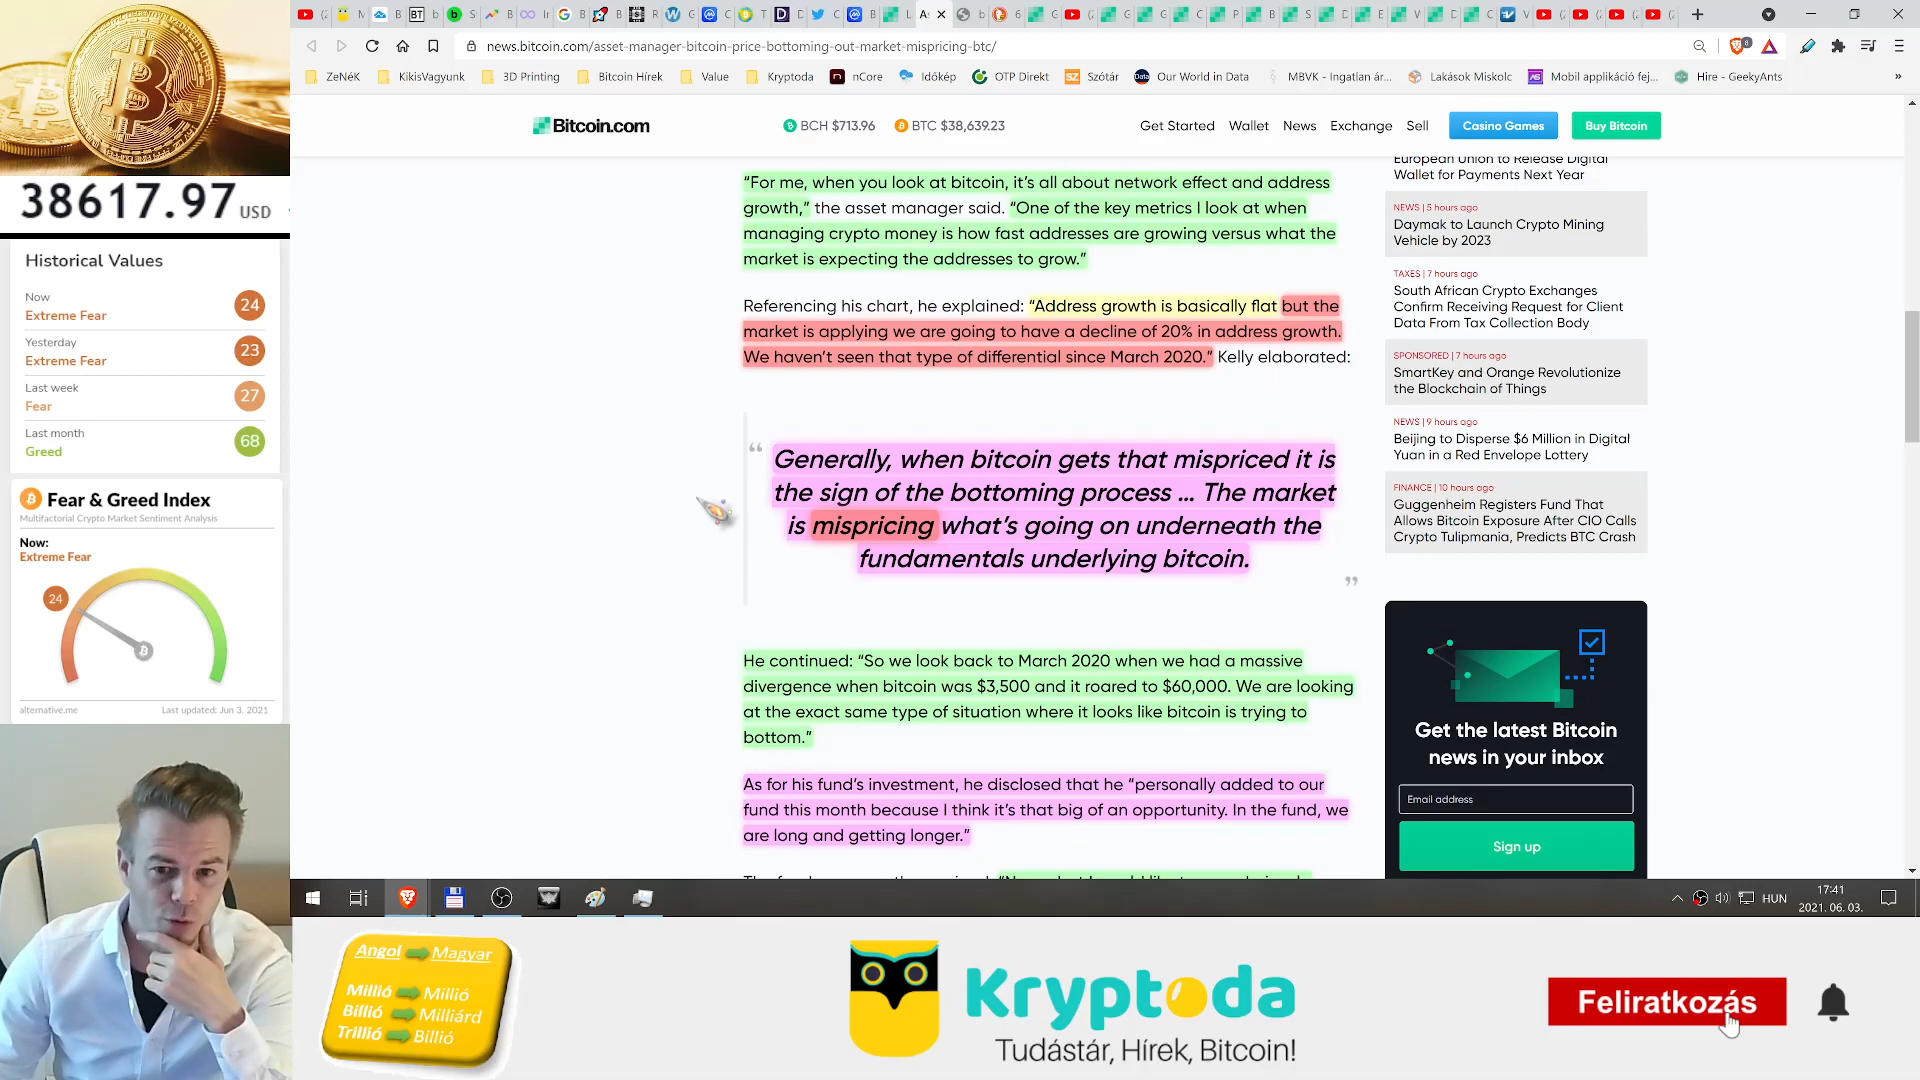 38617.97 USD
Historical Values
Now
Extreme Fear
24
Yesterday
Extreme Fear
23
Last week
Fear
27
Last month
Greed
68
Fear & Greed Index
Multifactorial Crypto Market Sentiment Analysis
Now:
Extreme Fear
24
alternative.me
Last updated: Jun 3, 2021
news.bitcoin.com/asset-manager-bitcoin-price-bottoming-out-market-mispricing-btc/
ZeNéK
KikisVagyunk
3D Printing
Bitcoin Hírek
Value
Kryptoda
nCore
Időkép
OTP Direkt
Szótár
Our World in Data
MBVK - Ingatlan ár...
Lakások Miskolc
Mobil applikáció fej...
Hire - GeekyAnts
Bitcoin.com
BCH $713.96
BTC $38,639.23
Get Started
Wallet
News
Exchange
Sell
Casino Games
Buy Bitcoin
“For me, when you look at bitcoin, it’s all about network effect and address
growth,” the asset manager said. “One of the key metrics I look at when
managing crypto money is how fast addresses are growing versus what the
market is expecting the addresses to grow.”
Referencing his chart, he explained: “Address growth is basically flat but the
market is applying we are going to have a decline of 20% in address growth.
We haven’t seen that type of differential since March 2020.” Kelly elaborated:
“
Generally, when bitcoin gets that mispriced it is
the sign of the bottoming process … The market
is mispricing what’s going on underneath the
fundamentals underlying bitcoin.
”
He continued: “So we look back to March 2020 when we had a massive
divergence when bitcoin was $3,500 and it roared to $60,000. We are looking
at the exact same type of situation where it looks like bitcoin is trying to
bottom.”
As for his fund’s investment, he disclosed that he “personally added to our
fund this month because I think it’s that big of an opportunity. In the fund, we
are long and getting longer.”
European Union to Release Digital
Wallet for Payments Next Year
NEWS | 5 hours ago
Daymak to Launch Crypto Mining
Vehicle by 2023
TAXES | 7 hours ago
South African Crypto Exchanges
Confirm Receiving Request for Client
Data From Tax Collection Body
SPONSORED | 7 hours ago
SmartKey and Orange Revolutionize
the Blockchain of Things
NEWS | 9 hours ago
Beijing to Disperse $6 Million in Digital
Yuan in a Red Envelope Lottery
FINANCE | 10 hours ago
Guggenheim Registers Fund That
Allows Bitcoin Exposure After CIO Calls
Crypto Tulipmania, Predicts BTC Crash
Get the latest Bitcoin
news in your inbox
Email address
Sign up
HUN
17:41
2021. 06. 03.
Angol Magyar
Millió Millió
Billió Milliárd
Trillió Billió
Kryptoda
Tudástár, Hírek, Bitcoin!
Feliratkozás